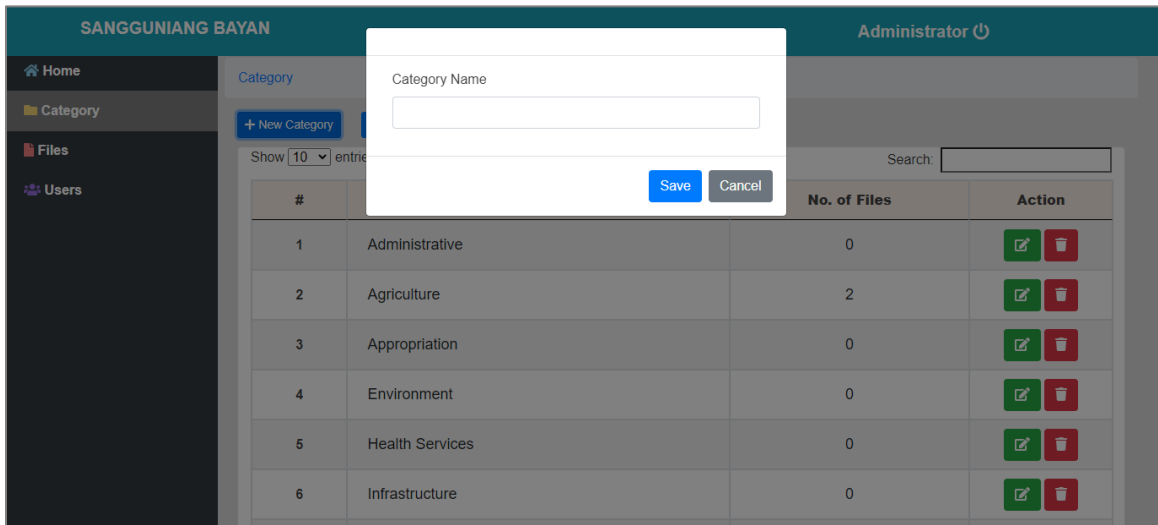 SANGGUNIANG BAYAN
Administrator
Home
Category
Files
Users
Category
+ New Category
Category Name
Save Cancel
Show 10 entrie
Search:
# No. of Files Action
1 Administrative 0
2 Agriculture 2
3 Appropriation 0
4 Environment 0
5 Health Services 0
6 Infrastructure 0